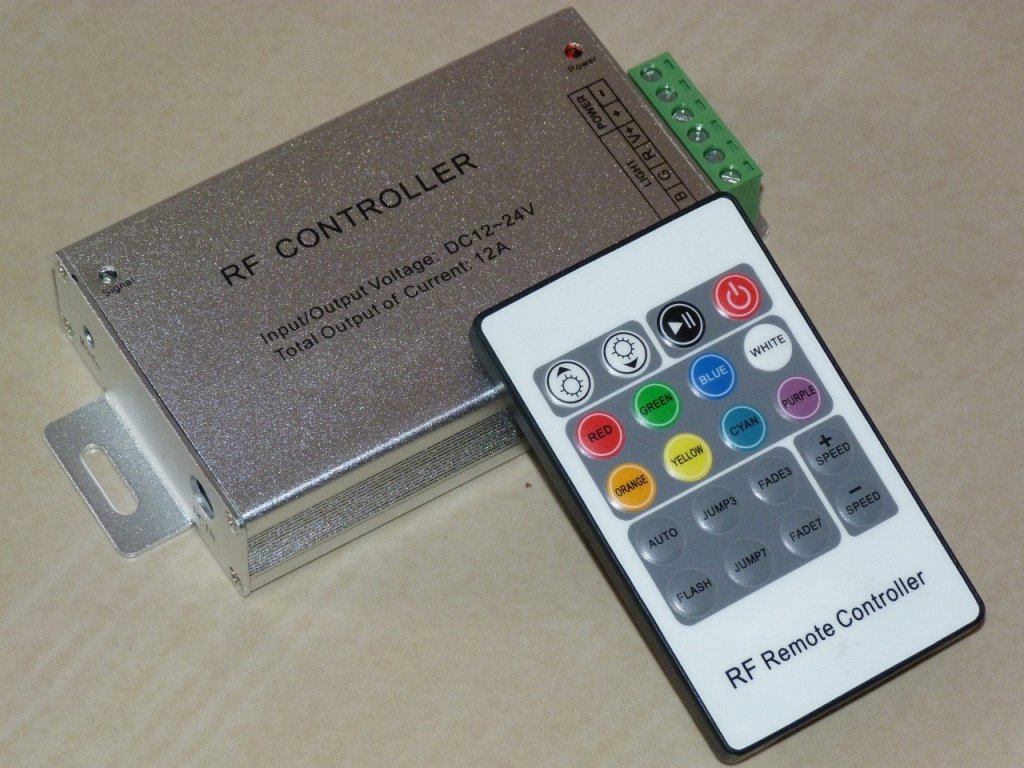 Power
POWER
-
+
LIGHT
V+
R
G
B
RF CONTROLLER
Input/Output Voltage: DC12~24V
Total Output of Current: 12A
Signal
WHITE
BLUE
GREEN
RED
PURPLE
CYAN
YELLOW
ORANGE
+
SPEED
-
SPEED
FADE3
JUMP3
AUTO
FADE7
JUMP7
FLASH
RF Remote Controller